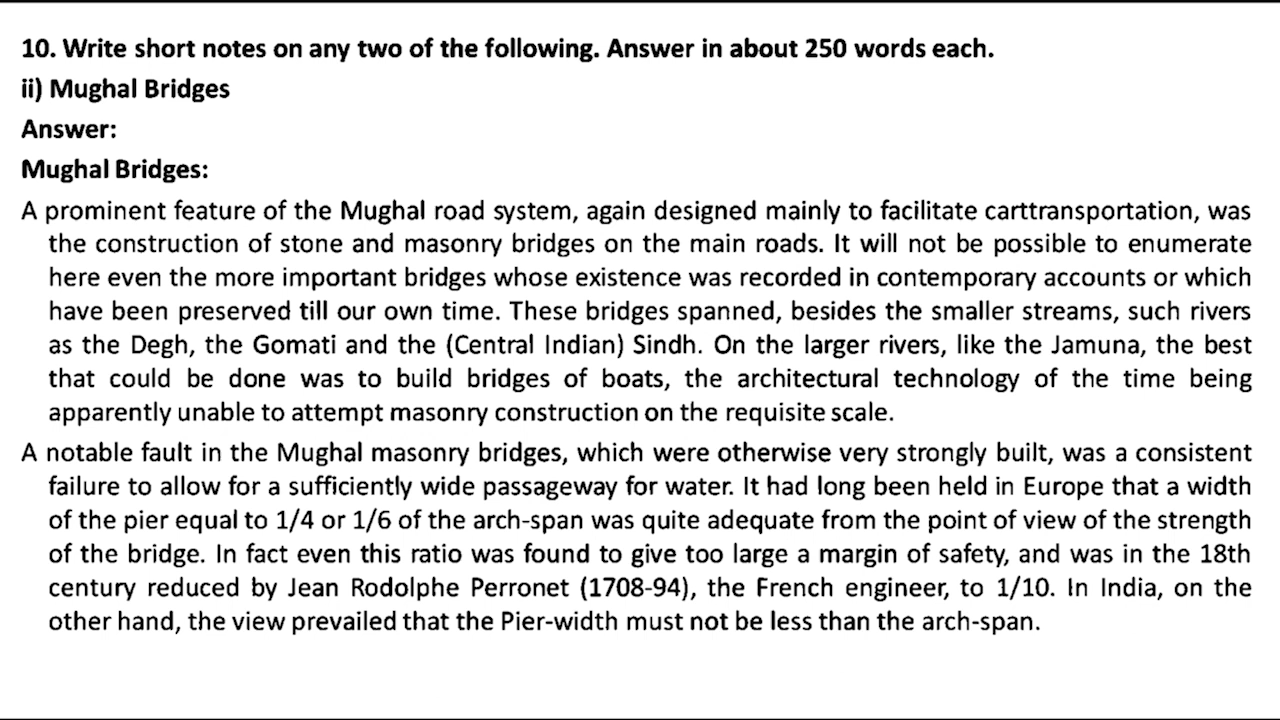 10. Write short notes on any two of the following. Answer in about 250 words each.
ii) Mughal Bridges
Answer:
Mughal Bridges:
A prominent feature of the Mughal road system, again designed mainly to facilitate carttransportation, was
the construction of stone and masonry bridges on the main roads. It will not be possible to enumerate
here even the more important bridges whose existence was recorded in contemporary accounts or which
have been preserved till our own time. These bridges spanned, besides the smaller streams, such rivers
as the Degh, the Gomati and the (Central Indian) Sindh. On the larger rivers, like the Jamuna, the best
that could be done was to build bridges of boats, the architectural technology of the time being
apparently unable to attempt masonry construction on the requisite scale.
A notable fault in the Mughal masonry bridges, which were otherwise very strongly built, was a consistent
failure to allow for a sufficiently wide passageway for water. It had long been held in Europe that a width
of the pier equal to 1/4 or 1/6 of the arch-span was quite adequate from the point of view of the strength
of the bridge. In fact even this ratio was found to give too large a margin of safety, and was in the 18th
century reduced by Jean Rodolphe Perronet (1708-94), the French engineer, to 1/10. In India, on the
other hand, the view prevailed that the Pier-width must not be less than the arch-span.